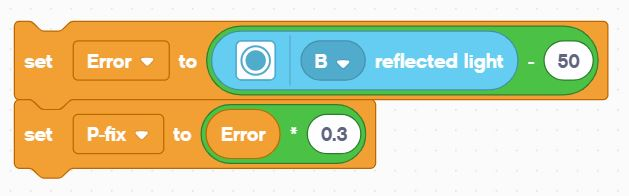 set Error to B reflected light - 50
set P-fix to Error * 0.3